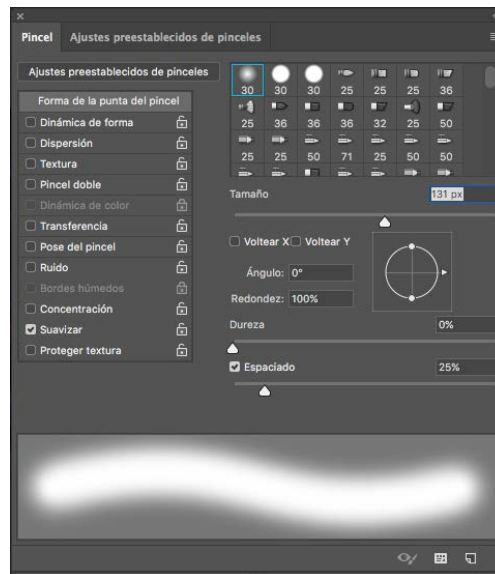 Pincel Ajustes preestablecidos de pinceles
Ajustes preestablecidos de pinceles
Forma de la punta del pincel
Dinámica de forma
Dispersión
Textura
Pincel doble
Dinámica de color
Transferencia
Pose del pincel
Ruido
Bordes húmedos
Concentración
Suavizar
Proteger textura
30 30 30 25 25 25 36
25 36 36 36 32 25 50
25 25 50 71 25 50 50
Tamaño 131 px
Voltear X Voltear Y
Ángulo: 0°
Redondez: 100%
Dureza 0%
Espaciado 25%